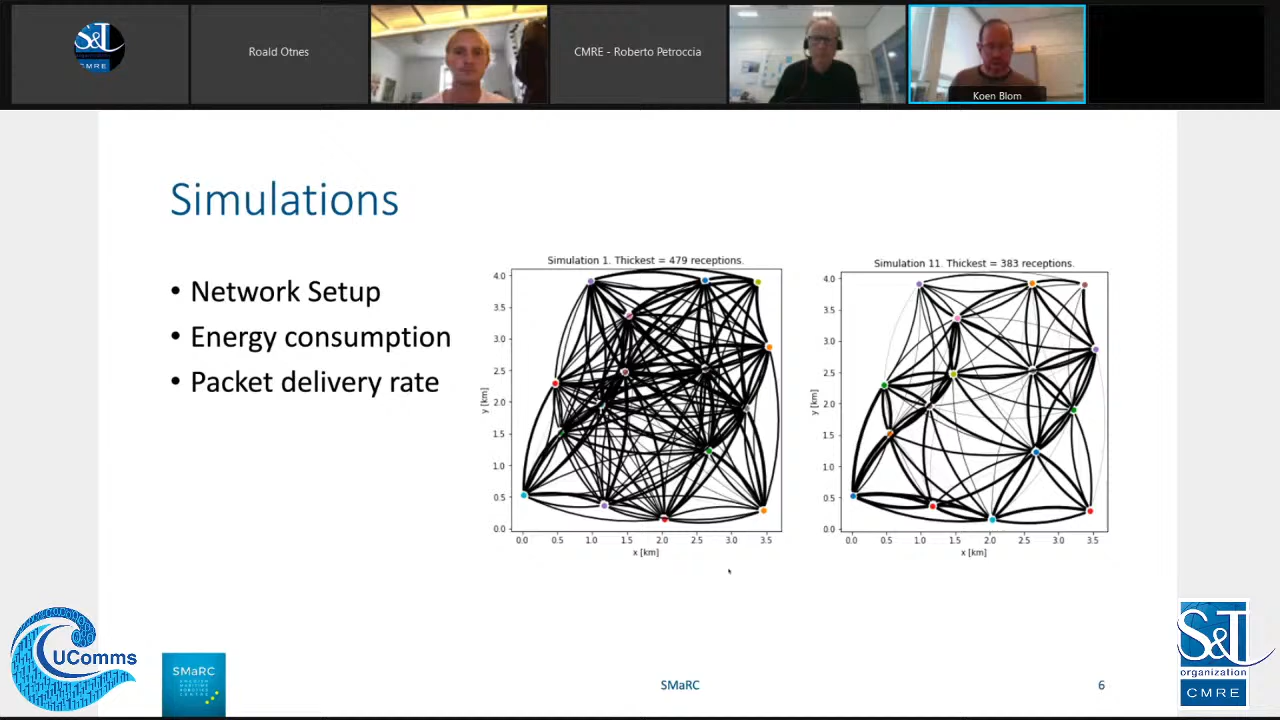 S&T
CMRE
Roald Otnes
CMRE - Roberto Petroccia
Koen Blom
Simulations
• Network Setup
• Energy consumption
• Packet delivery rate
Simulation 1. Thickest = 479 receptions.
4.0
3.5
3.0
2.5
2.0
1.5
1.0
0.5
0.0
y [km]
0.0 0.5 1.0 1.5 2.0 2.5 3.0 3.5
x [km]
Simulation 11. Thickest = 383 receptions.
4.0
3.5
3.0
2.5
2.0
1.5
1.0
0.5
0.0
y [km]
0.0 0.5 1.0 1.5 2.0 2.5 3.0 3.5
x [km]
UComms
SMaRC
SWEDISH
MARITIME
ROBOTICS
CENTRE
SMaRC
6
S&T
organization
CMRE